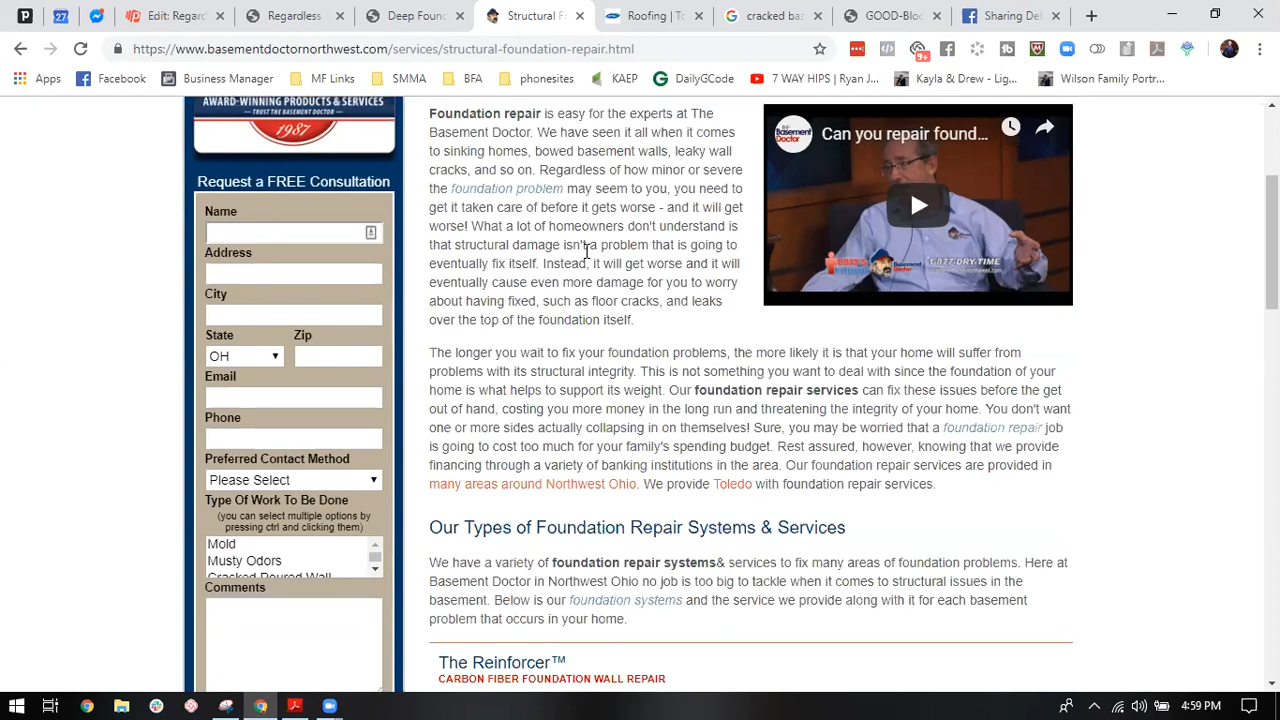 27
Edit: Regard
Regardless
Deep Foun
Structural F
Roofing | To
cracked bas
GOOD-Bloc
Sharing Deb
https://www.basementdoctornorthwest.com/services/structural-foundation-repair.html
9+
Apps
Facebook
Business Manager
MF Links
SMMA
BFA
phonesites
KAEP
DailyGCode
7 WAY HIPS | Ryan J...
Kayla & Drew - Lig...
Wilson Family Portr...
AWARD-WINNING PRODUCTS & SERVICES
TRUST THE BASEMENT DOCTOR
1987
Request a FREE Consultation
Name
Address
City
State Zip
OH
Email
Phone
Preferred Contact Method
Please Select
Type Of Work To Be Done
(you can select multiple options by
pressing ctrl and clicking them)
Mold
Musty Odors
Cracked Poured Wall
Comments
Foundation repair is easy for the experts at The
Basement Doctor. We have seen it all when it comes
to sinking homes, bowed basement walls, leaky wall
cracks, and so on. Regardless of how minor or severe
the foundation problem may seem to you, you need to
get it taken care of before it gets worse - and it will get
worse! What a lot of homeowners don't understand is
that structural damage isn't a problem that is going to
eventually fix itself. Instead, it will get worse and it will
eventually cause even more damage for you to worry
about having fixed, such as floor cracks, and leaks
over the top of the foundation itself.
Basement Doctor
Can you repair found...
Basement Doctor
1-877-DRY-TIME
The longer you wait to fix your foundation problems, the more likely it is that your home will suffer from
problems with its structural integrity. This is not something you want to deal with since the foundation of your
home is what helps to support its weight. Our foundation repair services can fix these issues before the get
out of hand, costing you more money in the long run and threatening the integrity of your home. You don't want
one or more sides actually collapsing in on themselves! Sure, you may be worried that a foundation repair job
is going to cost too much for your family's spending budget. Rest assured, however, knowing that we provide
financing through a variety of banking institutions in the area. Our foundation repair services are provided in
many areas around Northwest Ohio. We provide Toledo with foundation repair services.
Our Types of Foundation Repair Systems & Services
We have a variety of foundation repair systems& services to fix many areas of foundation problems. Here at
Basement Doctor in Northwest Ohio no job is too big to tackle when it comes to structural issues in the
basement. Below is our foundation systems and the service we provide along with it for each basement
problem that occurs in your home.
The Reinforcer™
CARBON FIBER FOUNDATION WALL REPAIR
4:59 PM